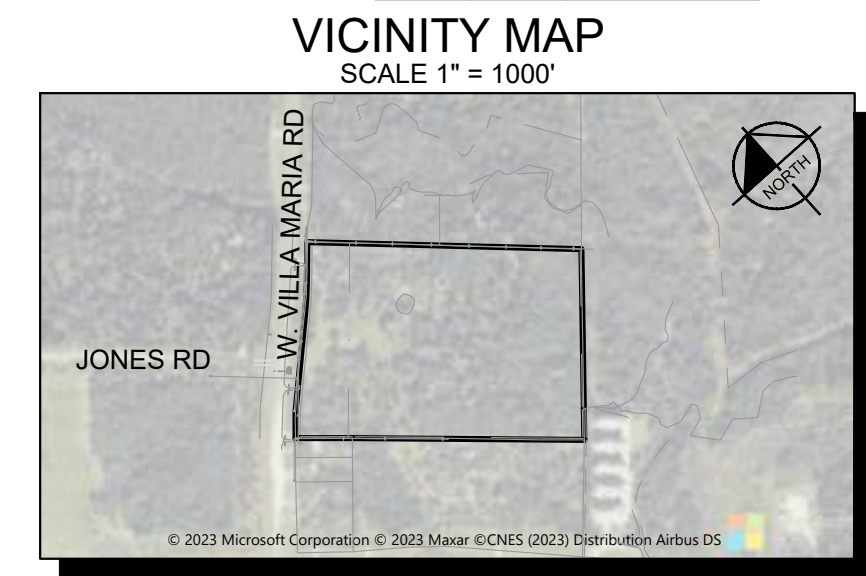 VICINITY MAP
SCALE 1" = 1000'
W. VILLA MARIA RD
NORTH
JONES RD
© 2023 Microsoft Corporation © 2023 Maxar ©CNES (2023) Distribution Airbus DS